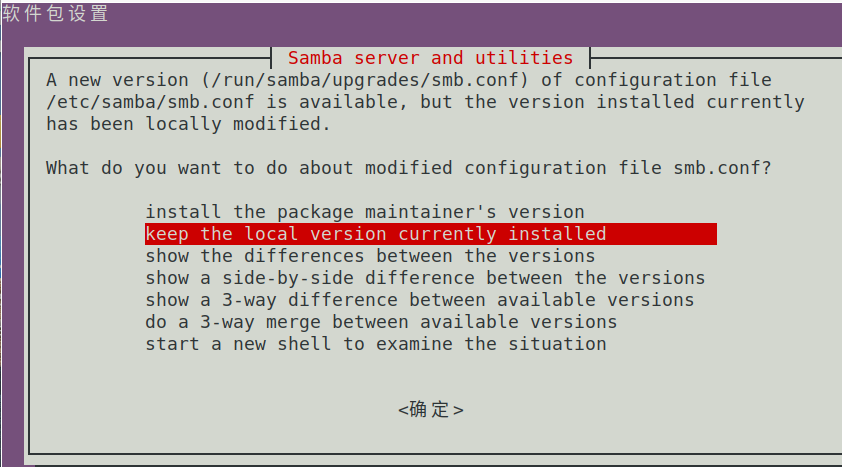 软件包设置
Samba server and utilities
A new version (/run/samba/upgrades/smb.conf) of configuration file
/etc/samba/smb.conf is available, but the version installed currently
has been locally modified.
What do you want to do about modified configuration file smb.conf?
install the package maintainer's version
keep the local version currently installed
show the differences between the versions
show a side-by-side difference between the versions
show a 3-way difference between available versions
do a 3-way merge between available versions
start a new shell to examine the situation
<确定>